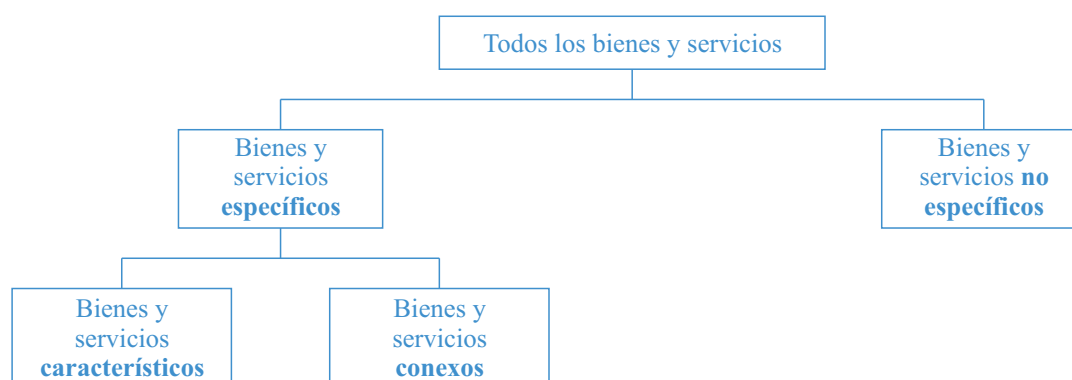 Todos los bienes y servicios
Bienes y
servicios
específicos
Bienes y
servicios no
específicos
Bienes y
servicios
característicos
Bienes y
servicios
conexos